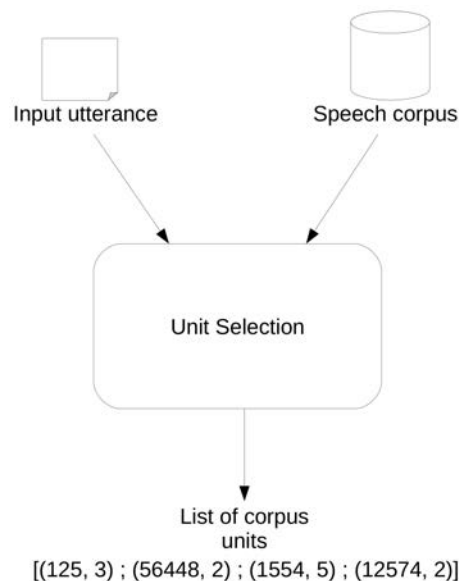 Input utterance
Speech corpus
Unit Selection
List of corpus
units
[(125, 3) ; (56448, 2) ; (1554, 5) ; (12574, 2)]